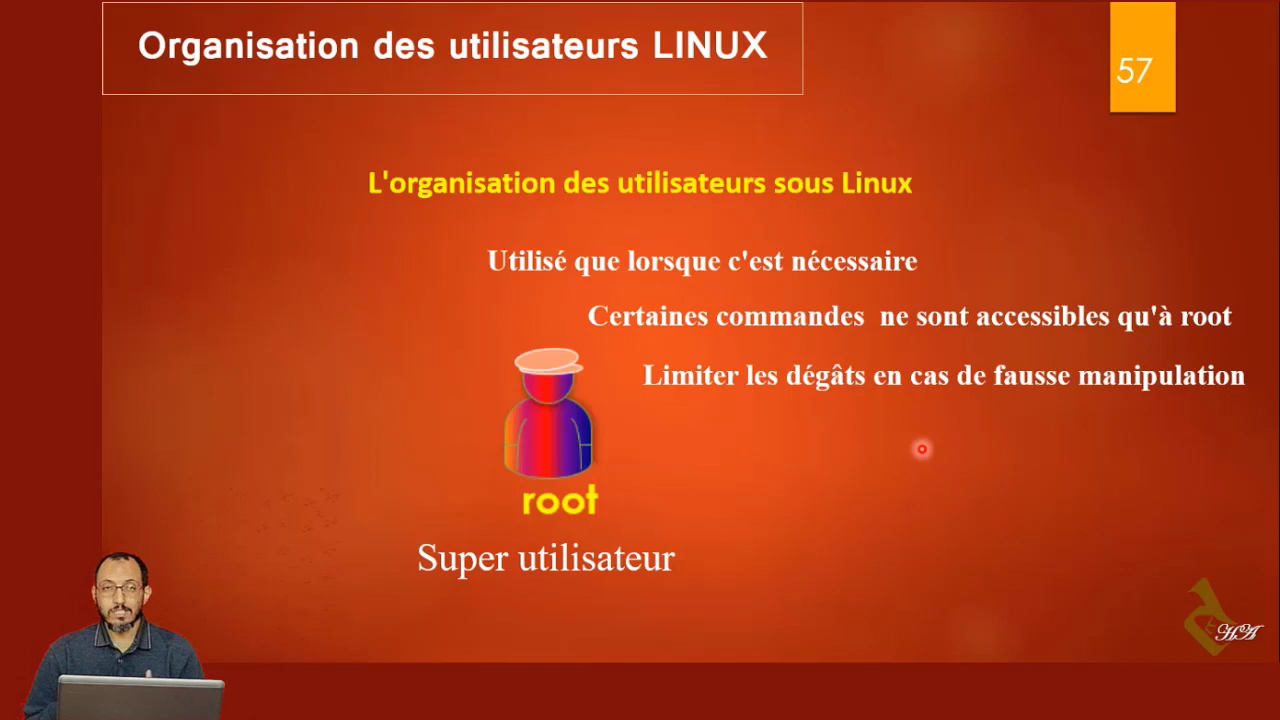 Organisation des utilisateurs LINUX
57
L'organisation des utilisateurs sous Linux
Utilisé que lorsque c'est nécessaire
Certaines commandes ne sont accessibles qu'à root
Limiter les dégâts en cas de fausse manipulation
root
Super utilisateur
HA